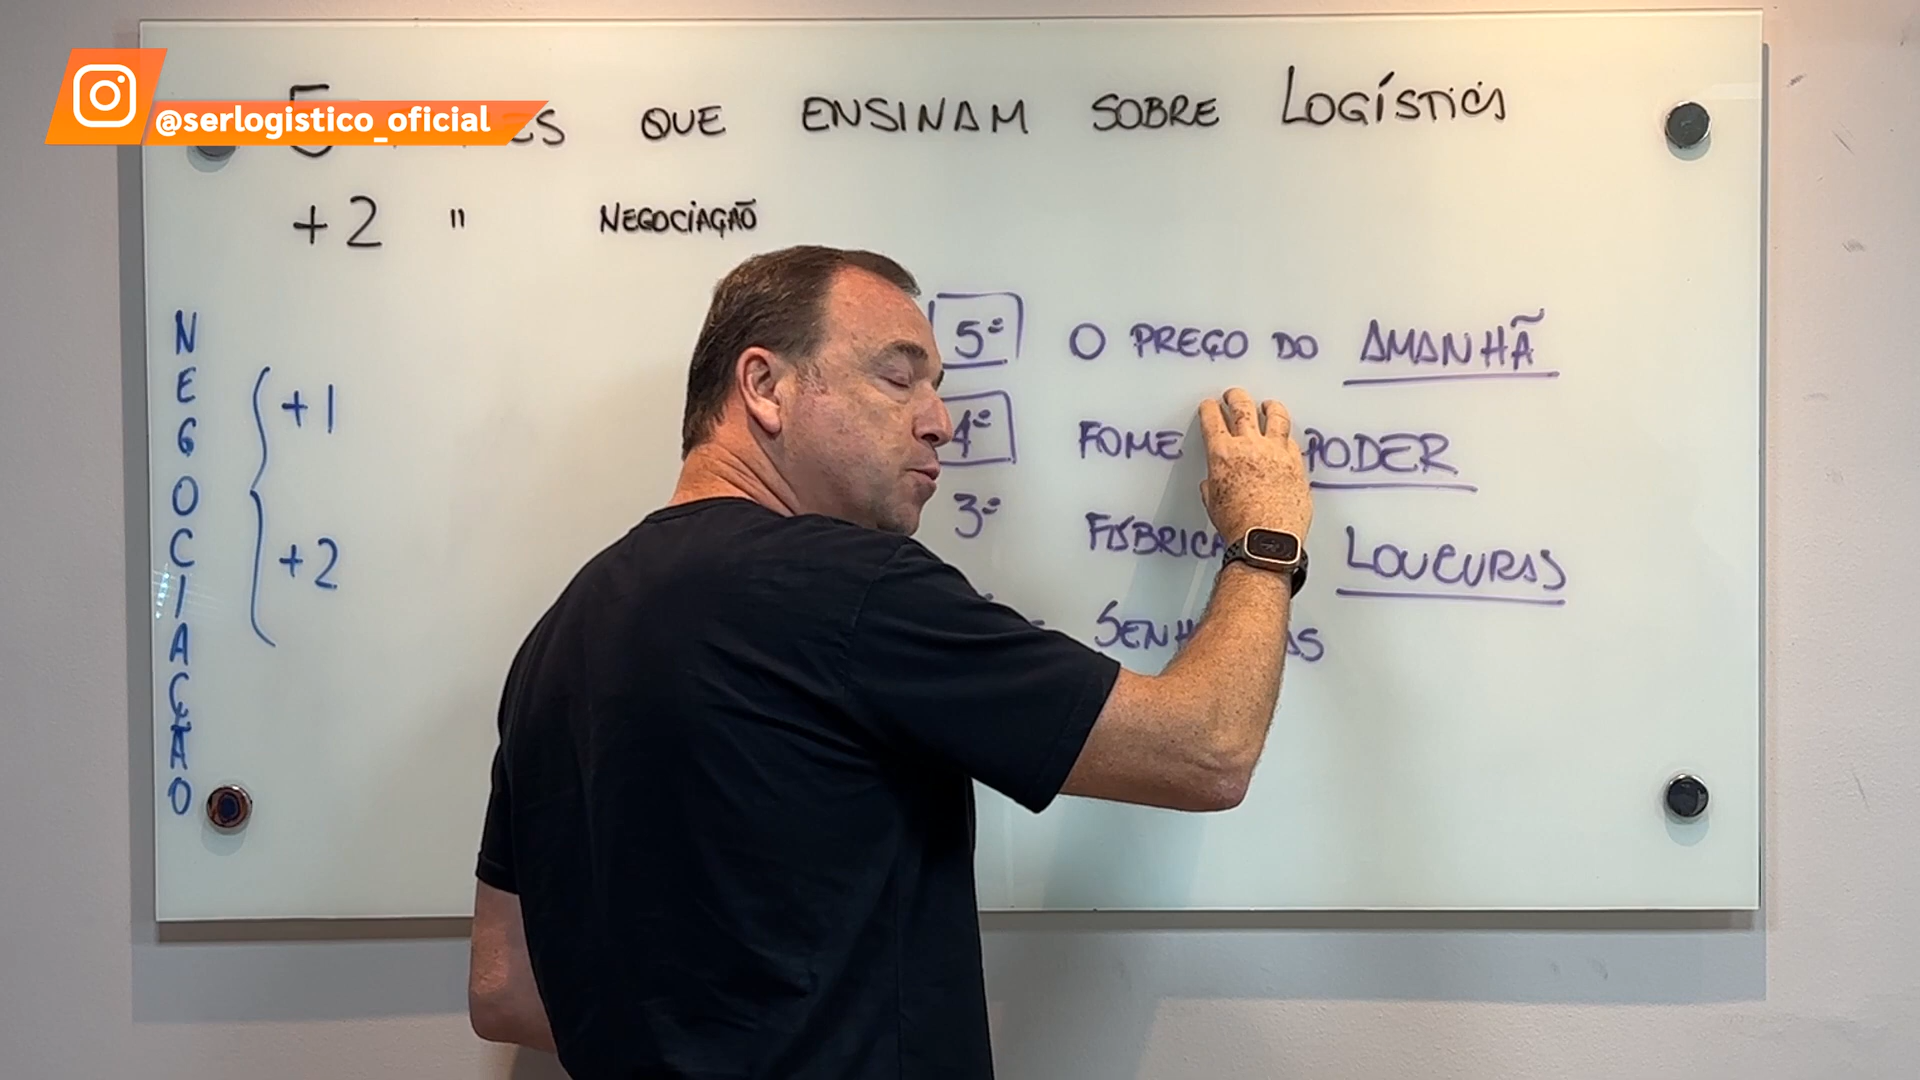 @serlogistico_oficial
5 QUE ENSINAM SOBRE LOGÍSTICA
+2 " NEGOCIAÇÃO
NEGOCIAÇÃO
+1
+2
5º O PREÇO DO AMANHÃ
4º FOME PODER
3º LOUCURAS